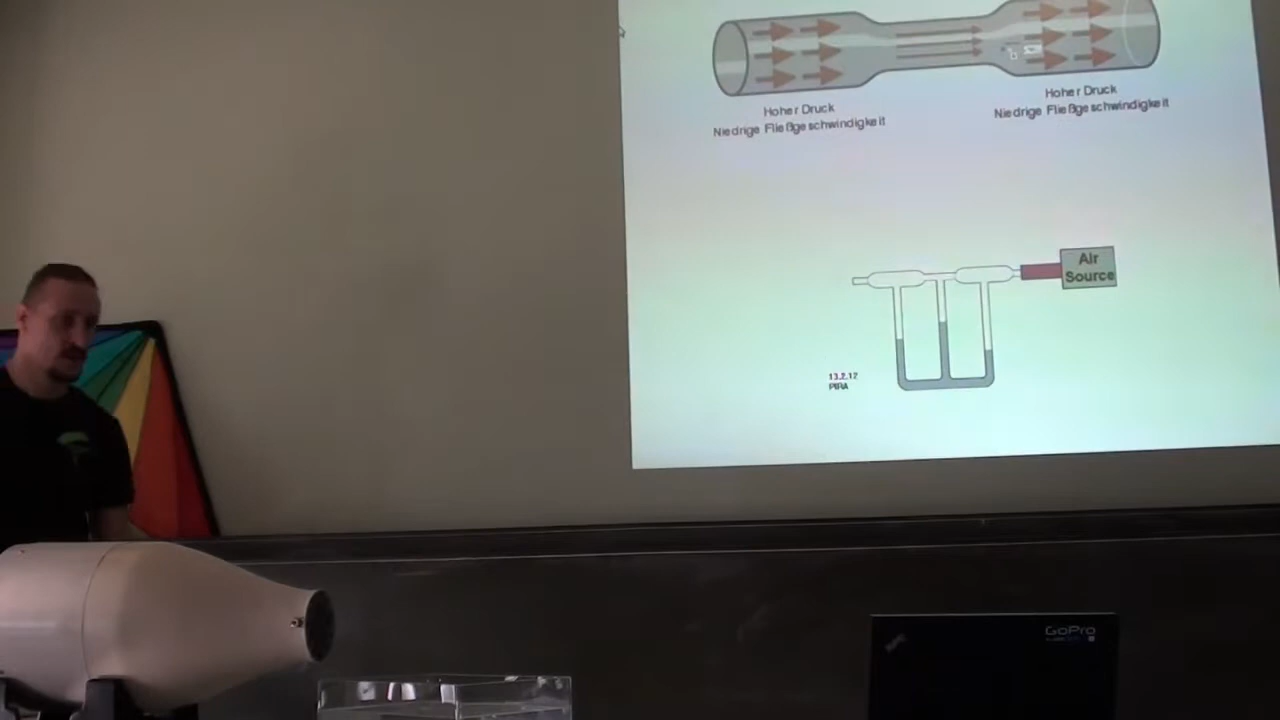 Hoher Druck
Niedrige Fließgeschwindigkeit
Hoher Druck
Niedrige Fließgeschwindigkeit
Air
Source
13.2.12
PIRA
GoPro